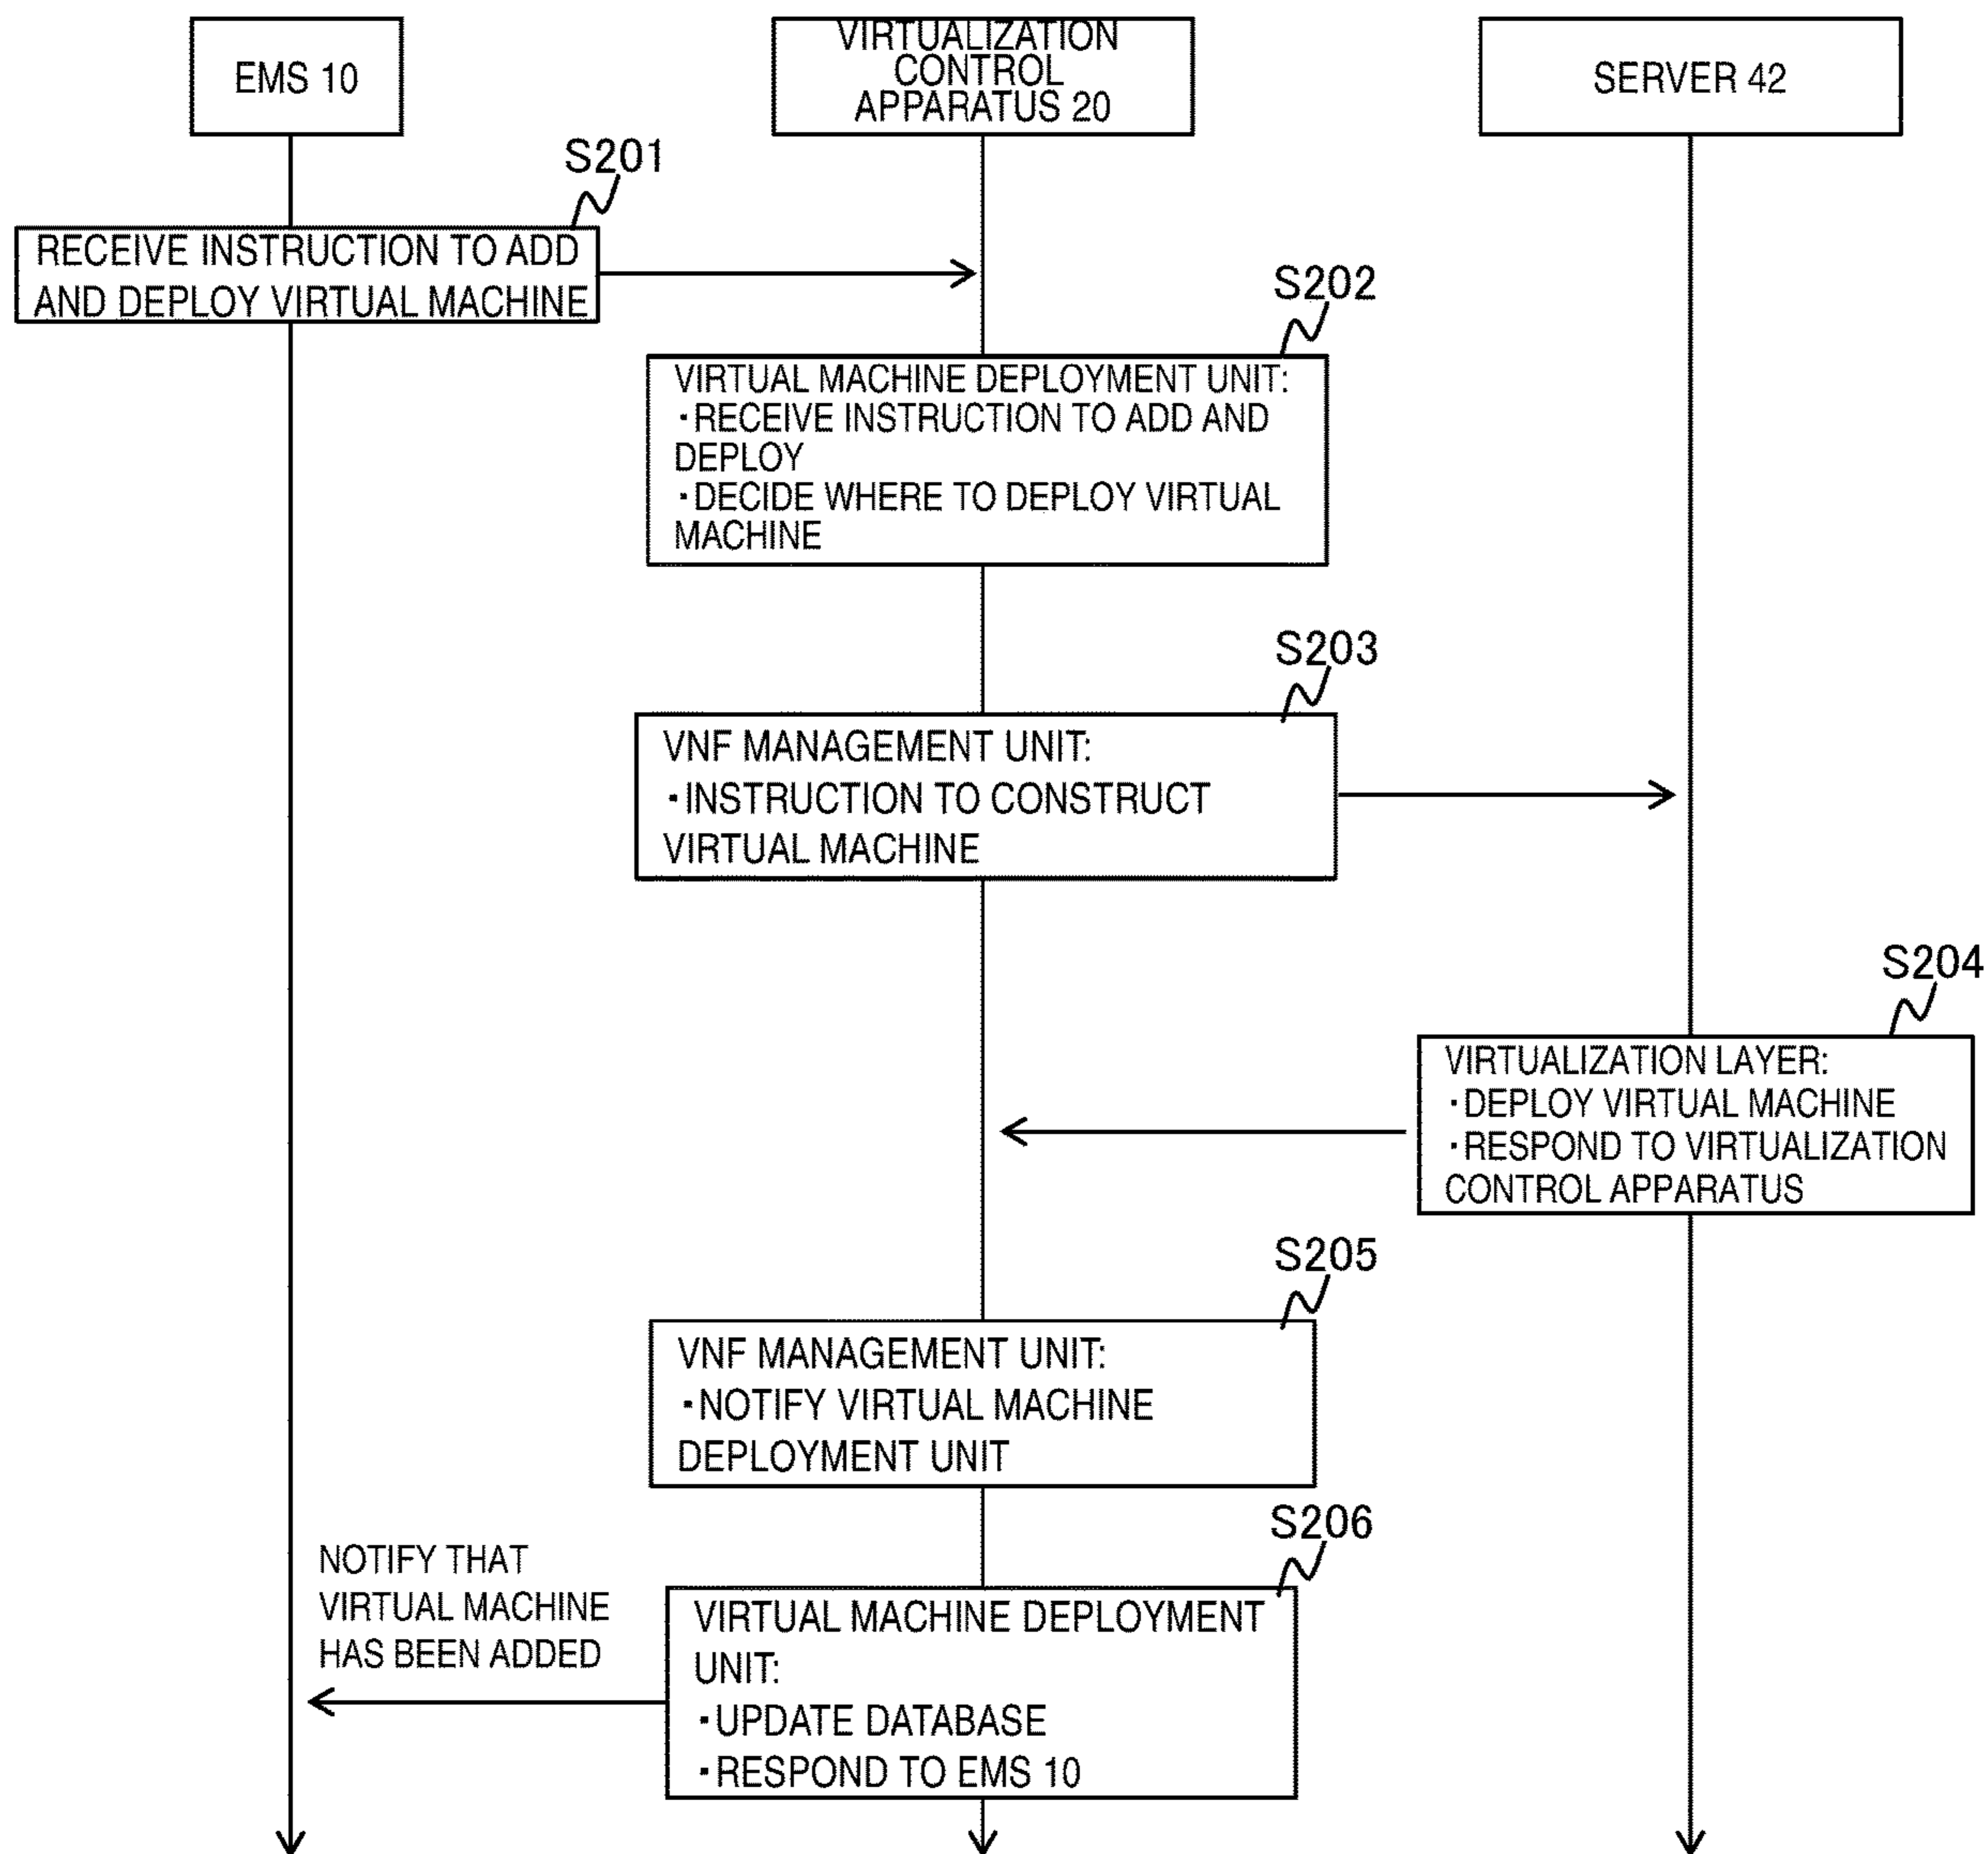 EMS 10
VIRTUALIZATION
CONTROL
APPARATUS 20
SERVER 42
S201
RECEIVE INSTRUCTION TO ADD
AND DEPLOY VIRTUAL MACHINE
S202
VIRTUAL MACHINE DEPLOYMENT UNIT:
・RECEIVE INSTRUCTION TO ADD AND
DEPLOY
・DECIDE WHERE TO DEPLOY VIRTUAL
MACHINE
S203
VNF MANAGEMENT UNIT:
・INSTRUCTION TO CONSTRUCT
VIRTUAL MACHINE
S204
VIRTUALIZATION LAYER:
・DEPLOY VIRTUAL MACHINE
・RESPOND TO VIRTUALIZATION
CONTROL APPARATUS
S205
VNF MANAGEMENT UNIT:
・NOTIFY VIRTUAL MACHINE
DEPLOYMENT UNIT
S206
NOTIFY THAT
VIRTUAL MACHINE
HAS BEEN ADDED
VIRTUAL MACHINE DEPLOYMENT
UNIT:
・UPDATE DATABASE
・RESPOND TO EMS 10